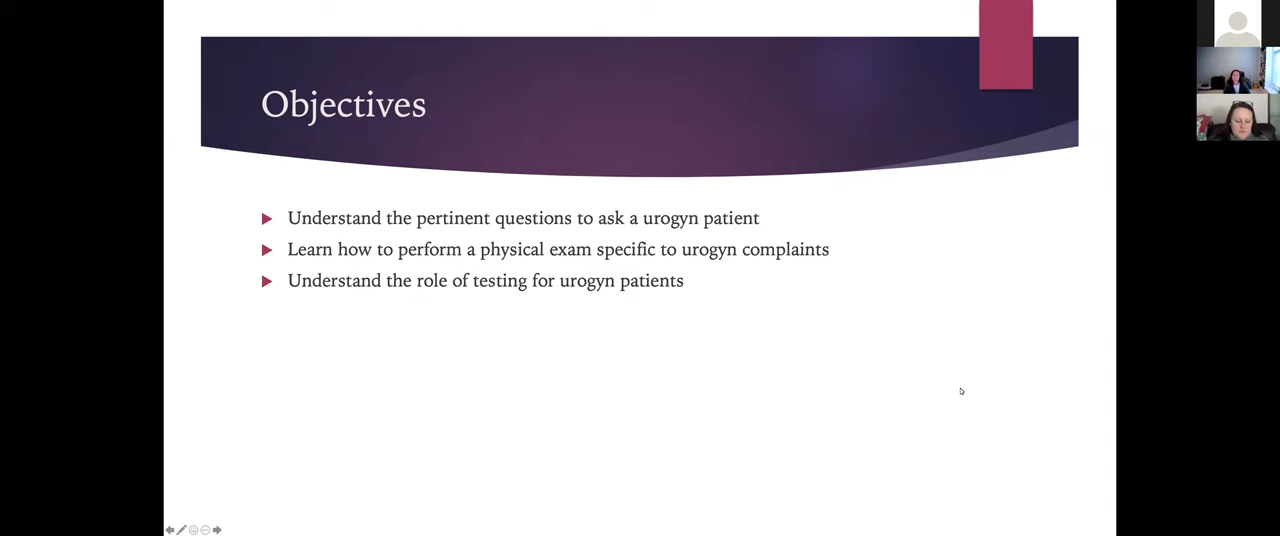 Objectives
Understand the pertinent questions to ask a urogyn patient
Learn how to perform a physical exam specific to urogyn complaints
Understand the role of testing for urogyn patients